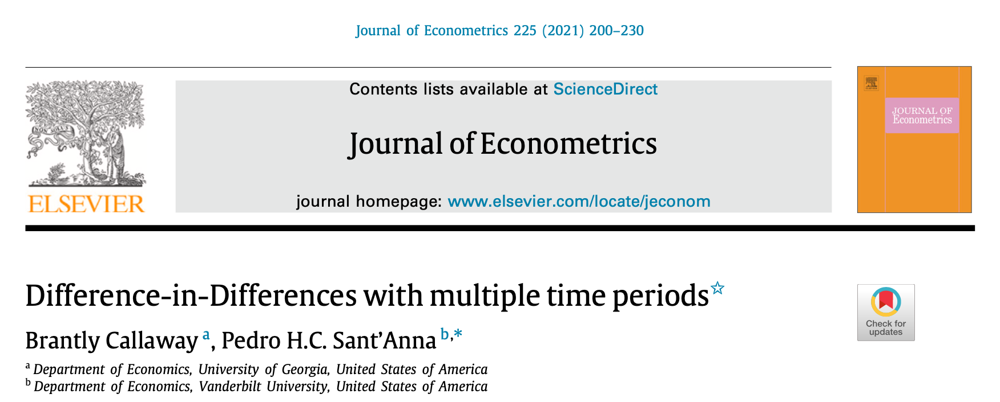 Journal of Econometrics 225 (2021) 200–230
Contents lists available at ScienceDirect
Journal of Econometrics
journal homepage: www.elsevier.com/locate/jeconom
NON SOLUS
ELSEVIER
ELSEVIER
JOURNAL OF
Econometrics
Difference-in-Differences with multiple time periods☆
Check for
updates
Brantly Callaway a, Pedro H.C. Sant’Anna b,*
a Department of Economics, University of Georgia, United States of America
b Department of Economics, Vanderbilt University, United States of America